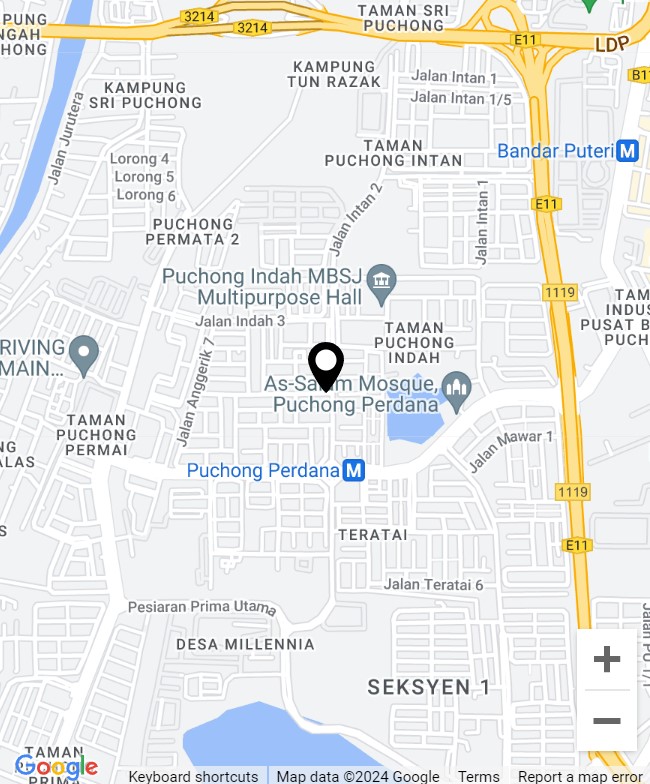 3214
3214
TAMAN SRI
PUCHONG
E11
LDP
PUNG
NGAH
HONG
KAMPUNG
TUN RAZAK
Jalan Intan 1
B11
KAMPUNG
SRI PUCHONG
Jalan Intan 1/5
Jalan Jurutera
TAMAN
PUCHONG INTAN
Bandar Puteri M
Lorong 4
Lorong 5
Lorong 6
Jalan Intan 2
Jalan Intan 1
E11
PUCHONG
PERMATA 2
Puchong Indah MBSJ
Multipurpose Hall
1119
TAM
INDUS
PUSAT B
PUCH
Jalan Indah 3
TAMAN
PUCHONG
INDAH
RIVING
MAIN...
Jalan Anggerik 7
As-Salam Mosque,
Puchong Perdana
TAMAN
PUCHONG
PERMAI
NG
ALAS
Jalan Mawar 1
Puchong Perdana M
1119
S
TERATAI
E11
Jalan Teratai 6
Pesiaran Prima Utama
DESA MILLENNIA
SEKSYEN 1
+
−
TAMAN
PRIMA
Google
Keyboard shortcuts
Map data ©2024 Google
Terms
Report a map error